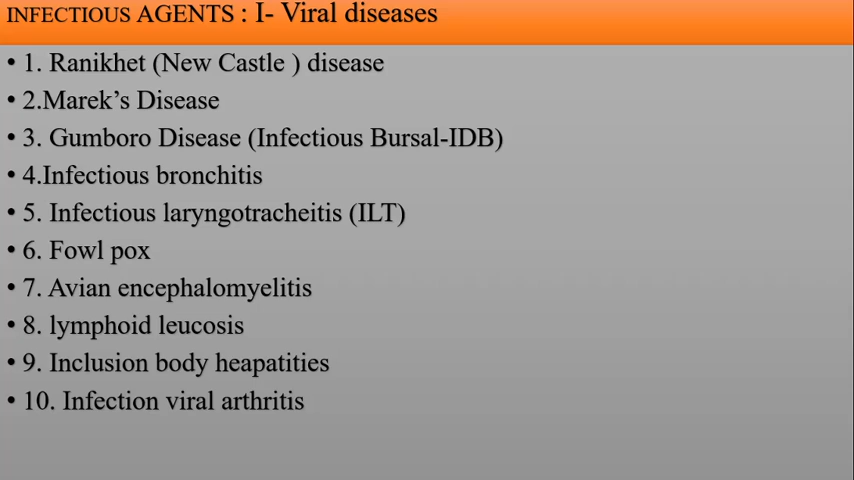 INFECTIOUS AGENTS : I- Viral diseases
• 1. Ranikhet (New Castle ) disease
• 2.Marek’s Disease
• 3. Gumboro Disease (Infectious Bursal-IDB)
• 4.Infectious bronchitis
• 5. Infectious laryngotracheitis (ILT)
• 6. Fowl pox
• 7. Avian encephalomyelitis
• 8. lymphoid leucosis
• 9. Inclusion body heapatities
• 10. Infection viral arthritis